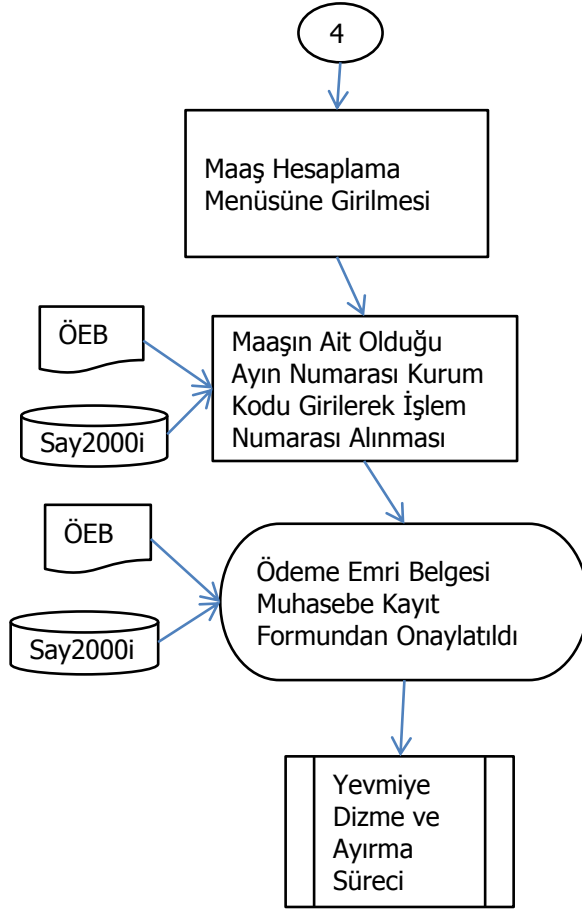 4
Maaş Hesaplama
Menüsüne Girilmesi
ÖEB
Say2000i
Maaşın Ait Olduğu
Ayın Numarası Kurum
Kodu Girilerek İşlem
Numarası Alınması
ÖEB
Say2000i
Ödeme Emri Belgesi
Muhasebe Kayıt
Formundan Onaylatıldı
Yevmiye
Dizme ve
Ayırma
Süreci